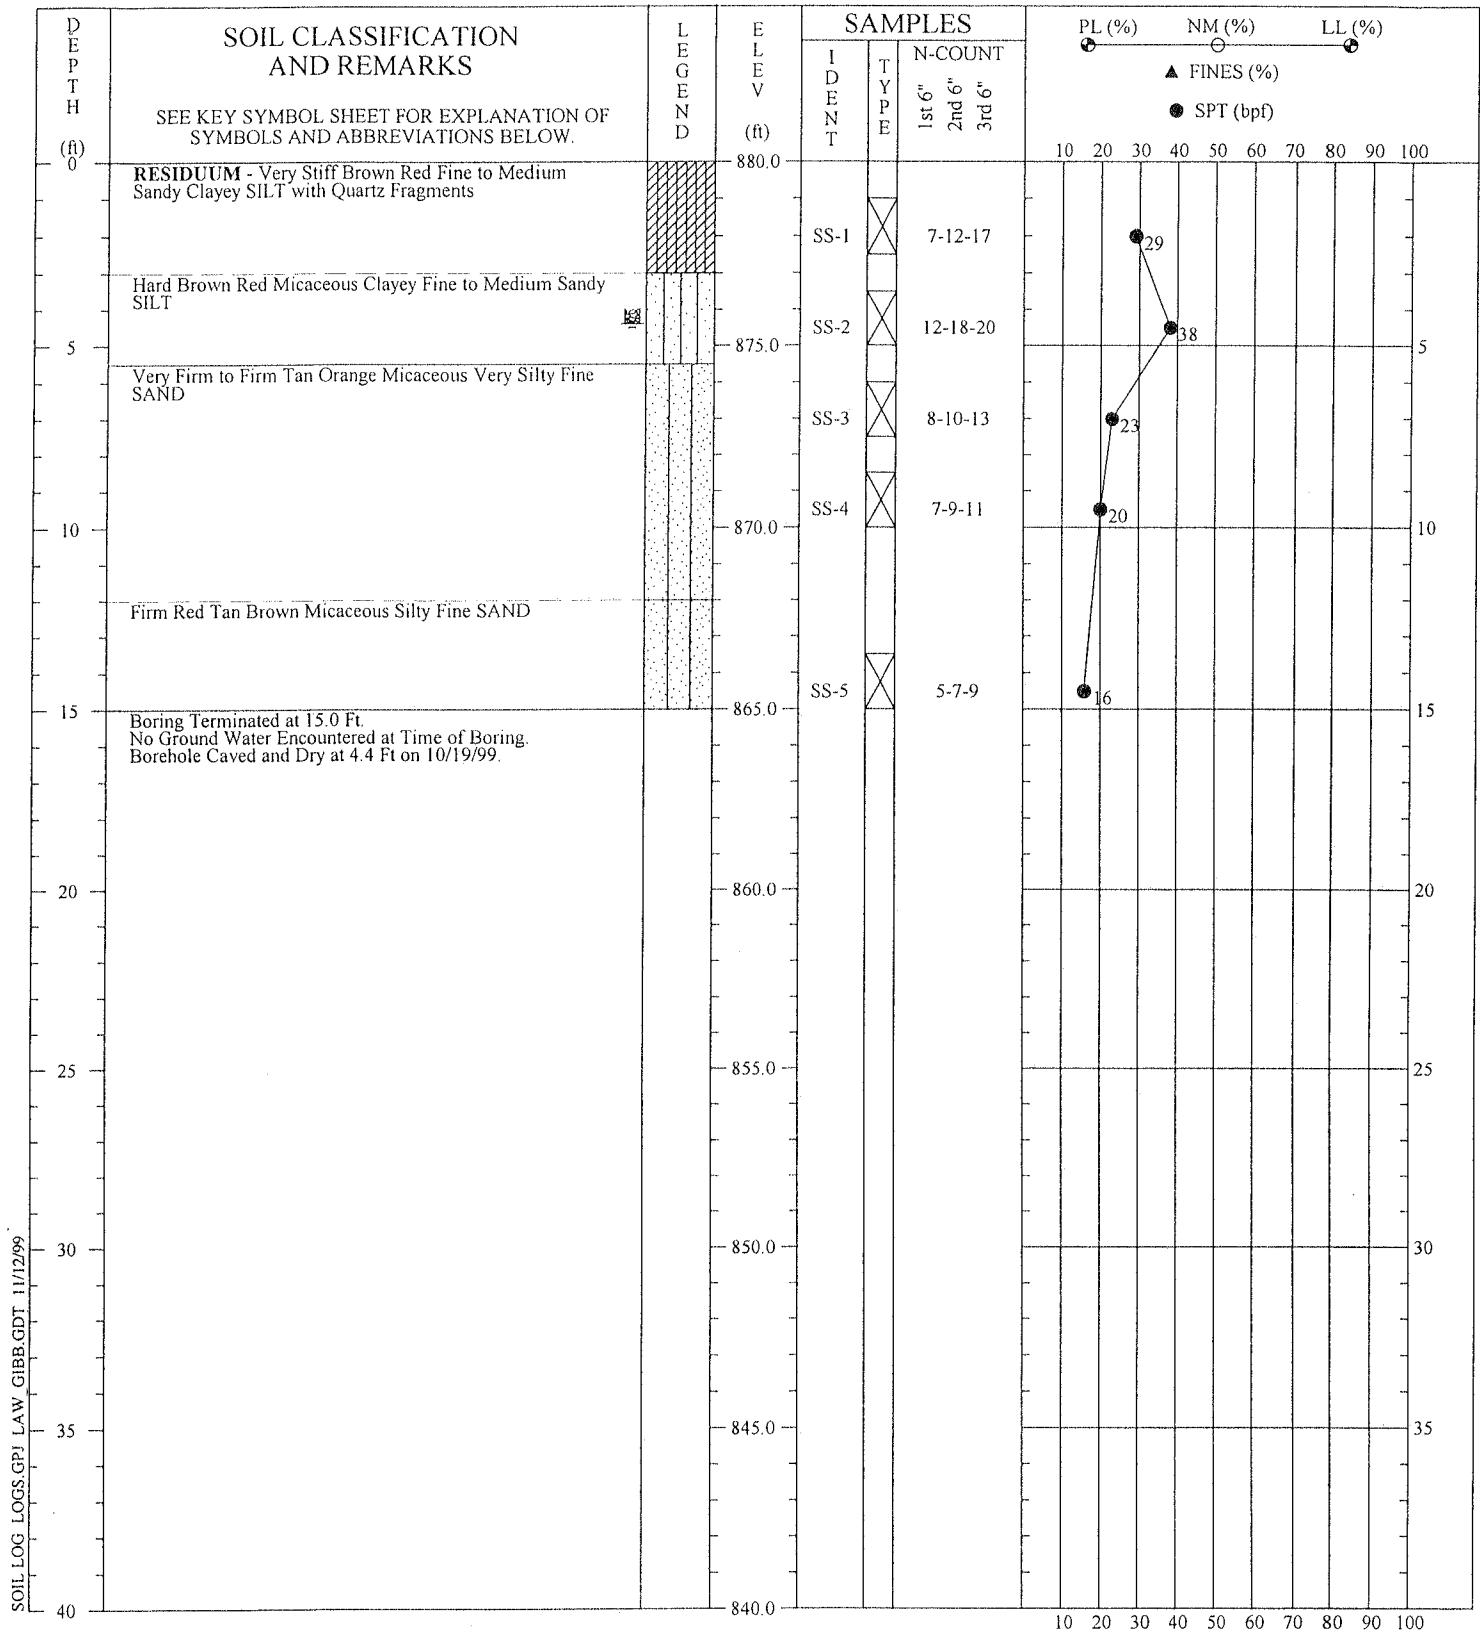 DEPTH
(ft)
SOIL CLASSIFICATION
AND REMARKS
SEE KEY SYMBOL SHEET FOR EXPLANATION OF
SYMBOLS AND ABBREVIATIONS BELOW.
LEGEND
ELEV
(ft)
SAMPLES
IDENT
TYPE
N-COUNT
1st 6"
2nd 6"
3rd 6"
PL (%) NM (%) LL (%)
▲ FINES (%)
● SPT (bpf)
10 20 30 40 50 60 70 80 90 100
0 880.0
RESIDUUM - Very Stiff Brown Red Fine to Medium
Sandy Clayey SILT with Quartz Fragments
SS-1 7-12-17 29
Hard Brown Red Micaceous Clayey Fine to Medium Sandy
SILT
SS-2 12-18-20 38
5 875.0 5
Very Firm to Firm Tan Orange Micaceous Very Silty Fine
SAND
SS-3 8-10-13 23
SS-4 7-9-11 20
10 870.0 10
Firm Red Tan Brown Micaceous Silty Fine SAND
SS-5 5-7-9 16
15 865.0 15
Boring Terminated at 15.0 Ft.
No Ground Water Encountered at Time of Boring.
Borehole Caved and Dry at 4.4 Ft on 10/19/99.
20 860.0 20
25 855.0 25
30 850.0 30
35 845.0 35
40 840.0
10 20 30 40 50 60 70 80 90 100
SOIL LOG LOGS.GPJ LAW_GIBB.GDT 11/12/99